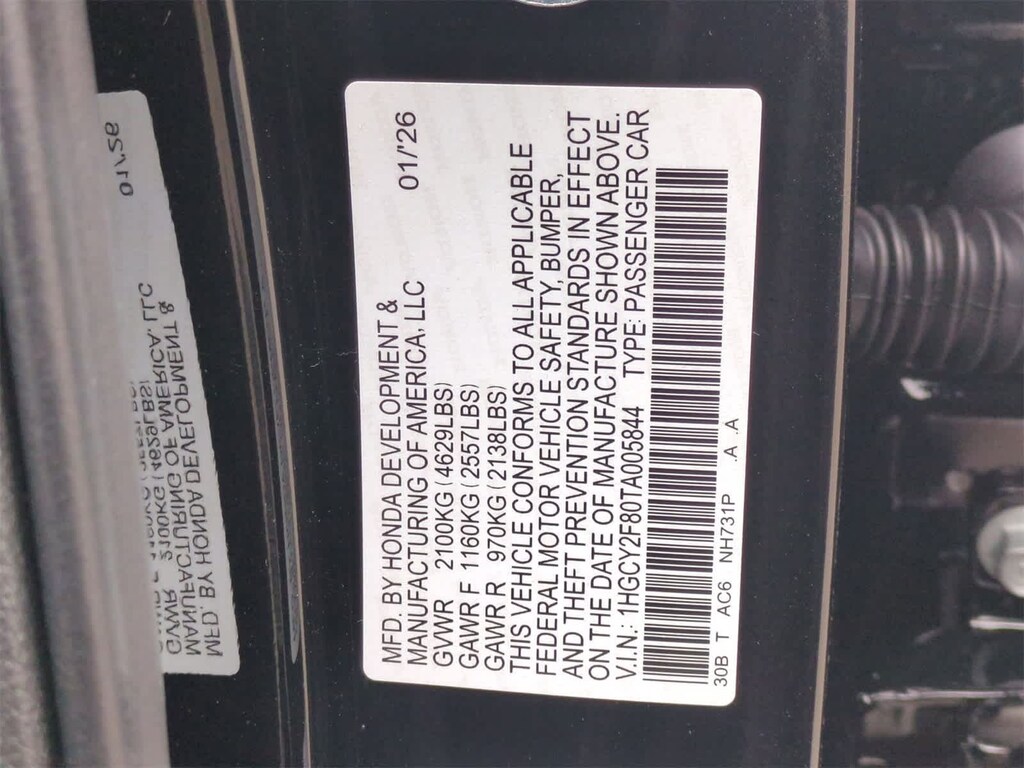 MFD. BY HONDA DEVELOPMENT &
MANUFACTURING OF AMERICA, LLC 01/'26
GVWR 2100KG (4629LBS)
GAWR F 1160KG (2557LBS)
GAWR R 970KG (2138LBS)
THIS VEHICLE CONFORMS TO ALL APPLICABLE
FEDERAL MOTOR VEHICLE SAFETY, BUMPER,
AND THEFT PREVENTION STANDARDS IN EFFECT
ON THE DATE OF MANUFACTURE SHOWN ABOVE.
V.I.N.: 1HGCY2F80TA005844 TYPE: PASSENGER CAR
30B T AC6 NH731P .A .A